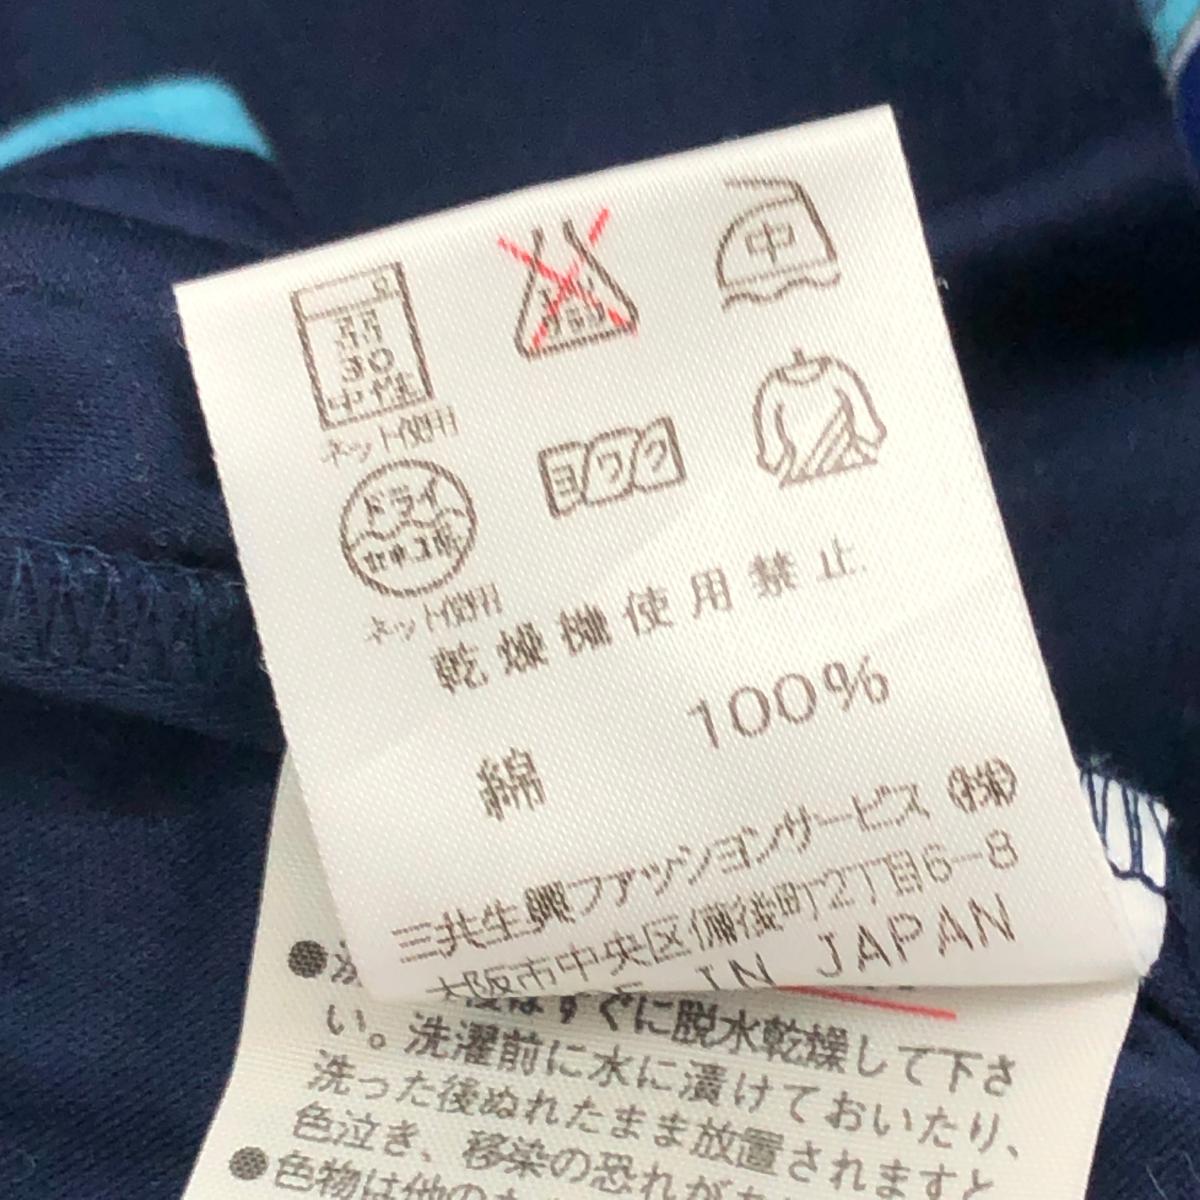 中
弱
30
中性
ネット使用
ヨワク
ドライ
セキユ系
ネット使用
乾燥機使用禁止
綿 100%
三共生興ファッションサービス(株)
大阪市中央区備後町2丁目6-8
IN JAPAN
●洗 後はすぐに脱水乾燥して下さ
い。洗濯前に水に漬けておいたり、
洗った後ぬれたまま放置されますと
色泣き、移染の恐れが
●色物は他の